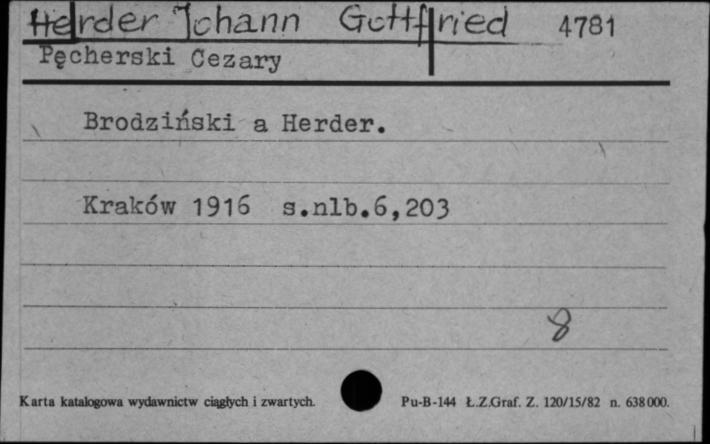 Herder Johann Gottfried 4781
Pęcherski Cezary
Brodziński a Herder.
Kraków 1916 s.nlb.6,203
8
Karta katalogowa wydawnictw ciągłych i zwartych. Pu-B-144 Ł.Z.Graf. Z. 120/15/82 n. 638000.